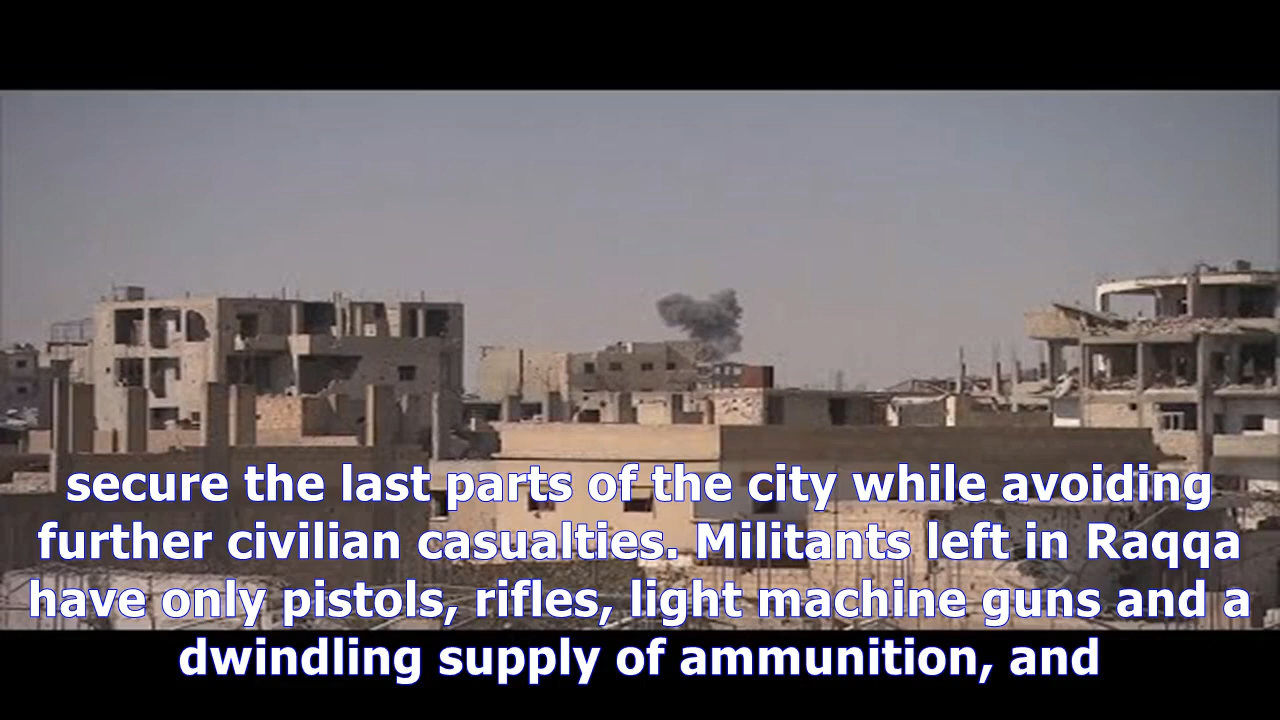 secure the last parts of the city while avoiding
further civilian casualties. Militants left in Raqqa
have only pistols, rifles, light machine guns and a
dwindling supply of ammunition, and